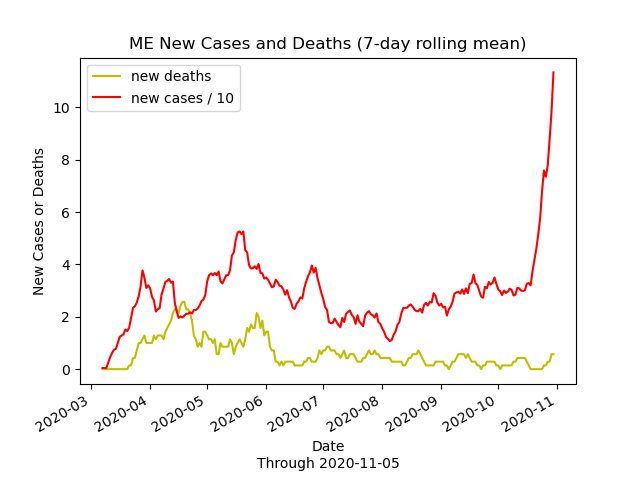 ME New Cases and Deaths (7-day rolling mean)
new deaths
new cases / 10
New Cases or Deaths
10
8
6
4
2
0
2020-03
2020-04
2020-05
2020-06
2020-07
2020-08
2020-09
2020-10
2020-11
Date
Through 2020-11-05